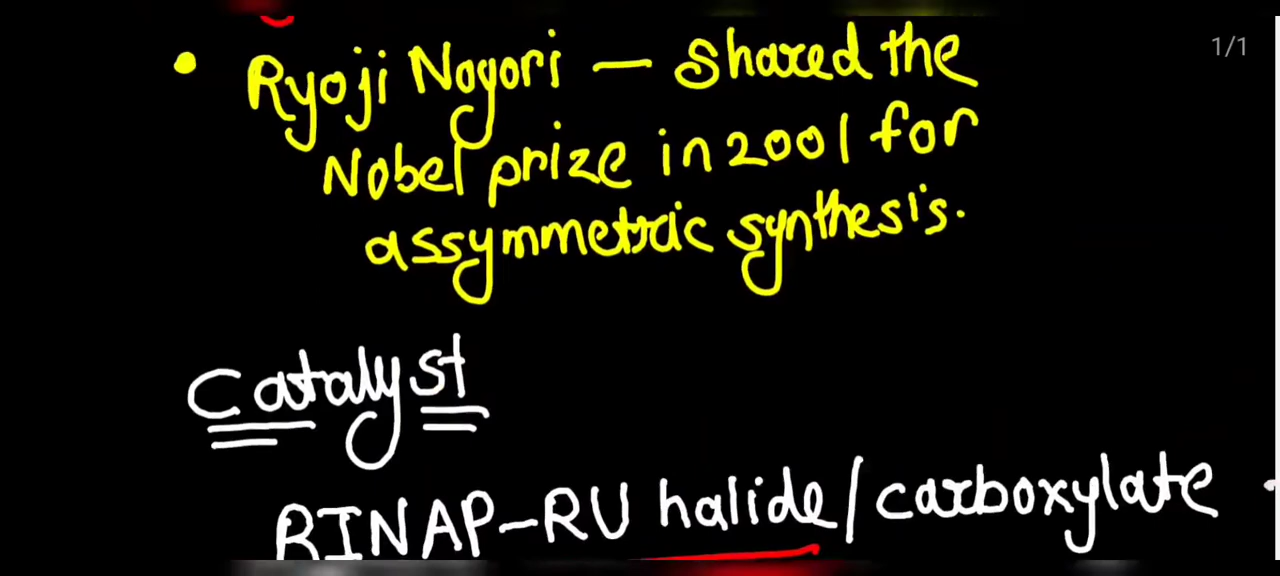 1/1
• Ryoji Noyori — Shared the
Nobel prize in 2001 for
assymmetric synthesis.
Catalyst
BINAP-RU halide/carboxylate